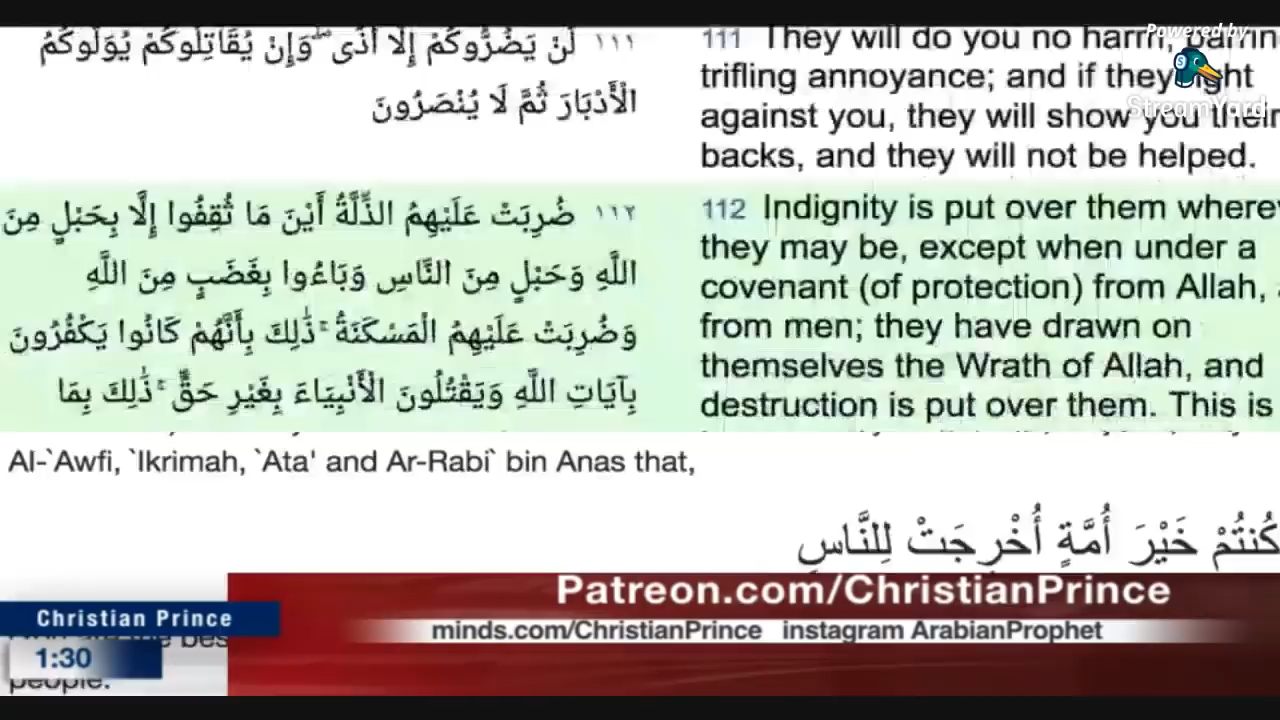 Powered by
StreamYard
١١١ لَنْ يَضُرُّوكُمْ إِلَّا أَذًى ۖ وَإِنْ يُقَاتِلُوكُمْ يُوَلُّوكُمُ
الْأَدْبَارَ ثُمَّ لَا يُنْصَرُونَ
111 They will do you no harm,
trifling annoyance; and if they
against you, they will show you their
backs, and they will not be helped.
١١٢ ضُرِبَتْ عَلَيْهِمُ الذِّلَّةُ أَيْنَ مَا ثُقِفُوا إِلَّا بِحَبْلٍ مِنَ
اللَّهِ وَحَبْلٍ مِنَ النَّاسِ وَبَاءُوا بِغَضَبٍ مِنَ اللَّهِ
وَضُرِبَتْ عَلَيْهِمُ الْمَسْكَنَةُ ۚ ذَٰلِكَ بِأَنَّهُمْ كَانُوا يَكْفُرُونَ
بِآيَاتِ اللَّهِ وَيَقْتُلُونَ الْأَنْبِيَاءَ بِغَيْرِ حَقٍّ ۚ ذَٰلِكَ بِمَا
112 Indignity is put over them
they may be, except when under a
covenant (of protection) from Allah,
from men; they have drawn on
themselves the Wrath of Allah, and
destruction is put over them. This is
Al-`Awfi, `Ikrimah, `Ata' and Ar-Rabi` bin Anas that,
كُنتُمْ خَيْرَ أُمَّةٍ أُخْرِجَتْ لِلنَّاسِ
Patreon.com/ChristianPrince
Christian Prince
minds.com/ChristianPrince instagram ArabianProphet
1:30
people.